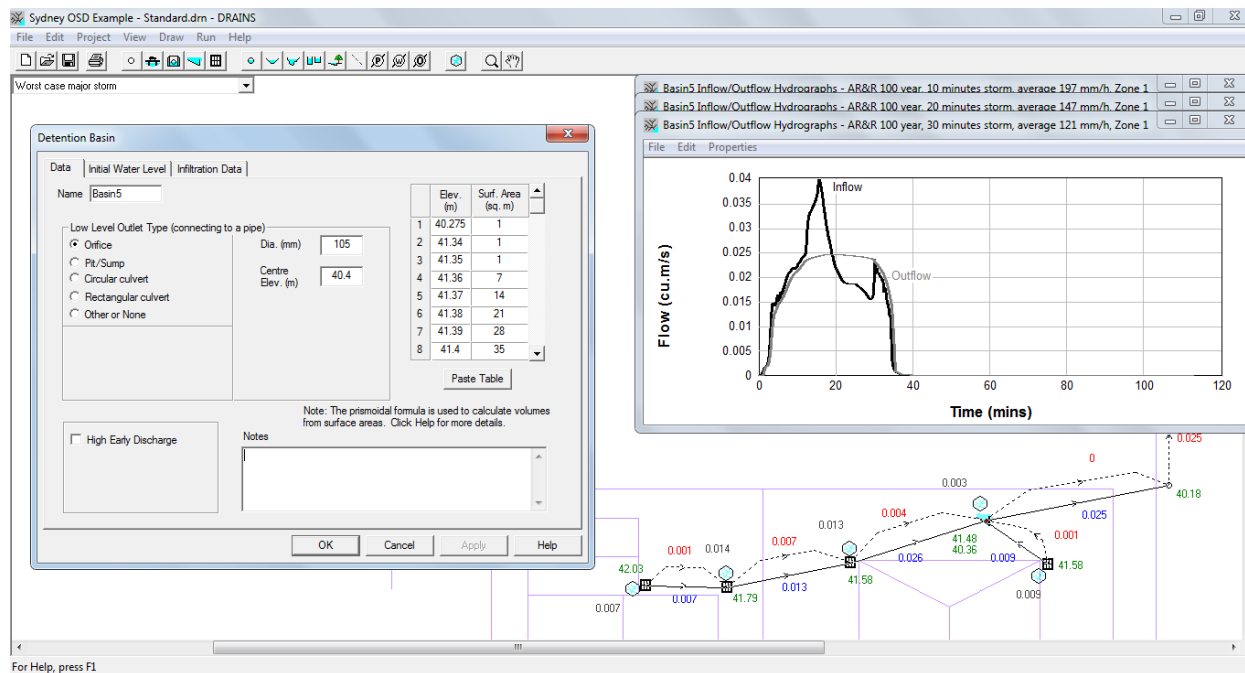 Sydney OSD Example - Standard.drn - DRAINS
File Edit Project View Draw Run Help
Worst case major storm
Detention Basin
Data Initial Water Level Infiltration Data
Name Basin5
Low Level Outlet Type (connecting to a pipe)
Orifice
Pit/Sump
Circular culvert
Rectangular culvert
Other or None
Dia. (mm) 105
Centre
Elev. (m) 40.4
Elev. Surf. Area
(m) (sq. m)
1 40.275 1
2 41.34 1
3 41.35 1
4 41.36 7
5 41.37 14
6 41.38 21
7 41.39 28
8 41.4 35
Paste Table
Note: The prismoidal formula is used to calculate volumes
from surface areas. Click Help for more details.
High Early Discharge
Notes
OK Cancel Apply Help
Basin5 Inflow/Outflow Hydrographs - AR&R 100 year, 10 minutes storm, average 197 mm/h, Zone 1
Basin5 Inflow/Outflow Hydrographs - AR&R 100 year, 20 minutes storm, average 147 mm/h, Zone 1
Basin5 Inflow/Outflow Hydrographs - AR&R 100 year, 30 minutes storm, average 121 mm/h, Zone 1
File Edit Properties
Flow (cu.m/s)
0.04
0.035
0.03
0.025
0.02
0.015
0.01
0.005
0
Inflow
Outflow
0 20 40 60 80 100 120
Time (mins)
0.025
0
40.18
0.003
0.025
0.004
0.013
41.48
40.36
0.001
0.026
0.009
41.58
0.009
0.007
0.014
0.001
41.58
0.013
42.03
41.79
0.007
0.007
For Help, press F1